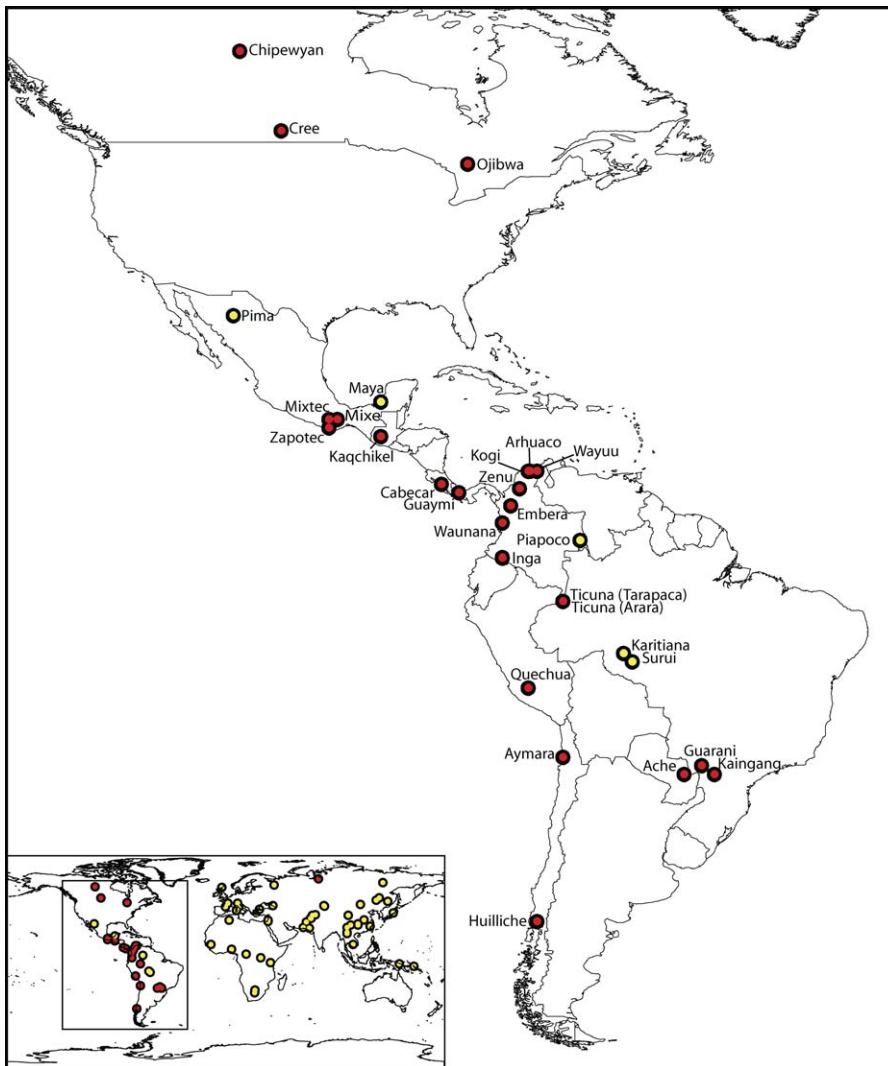 Chipewyan
Cree
Ojibwa
Pima
Maya
Mixtec
Mixe
Zapotec
Kaqchikel
Arhuaco
Kogi
Wayuu
Zenu
Cabecar
Guaymi
Embera
Waunana
Piapoco
Inga
Ticuna (Tarapaca)
Ticuna (Arara)
Karitiana
Surui
Quechua
Aymara
Guarani
Ache
Kaingang
Huilliche